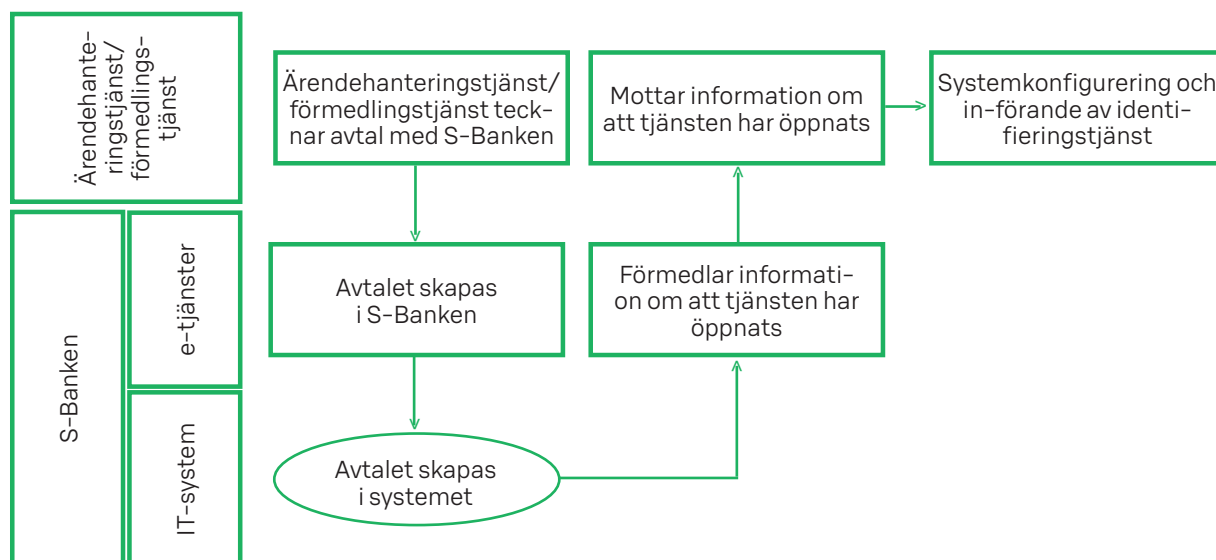 Ärendehante-
ringstjänst/
förmedlings-
tjänst
Ärendehanteringstjänst/
förmedlingstjänst teck-
nar avtal med S-Banken
Mottar information om
att tjänsten har öppnats
Systemkonfigurering och
in-förande av identi-
fieringstjänst
S-Banken
e-tjänster
Avtalet skapas
i S-Banken
Förmedlar informati-
on om att tjänsten har
öppnats
IT-system
Avtalet skapas
i systemet